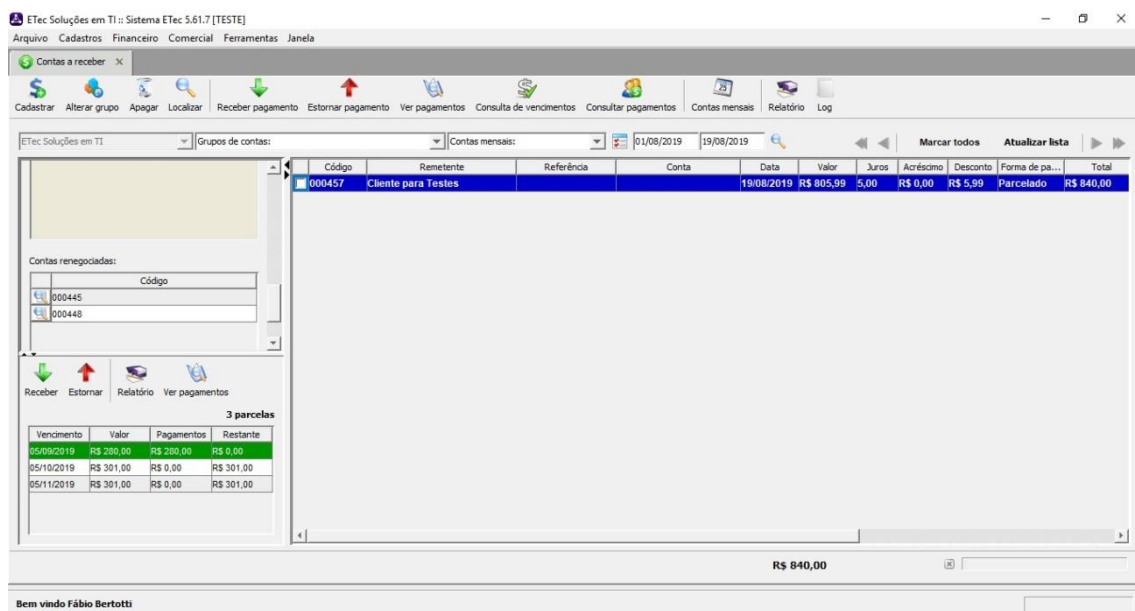 ETec Soluções em TI :: Sistema ETec 5.61.7 [TESTE]
Arquivo Cadastros Financeiro Comercial Ferramentas Janela
Contas a receber
Cadastrar Alterar grupo Apagar Localizar Receber pagamento Estornar pagamento Ver pagamentos Consulta de vencimentos Consultar pagamentos Contas mensais Relatório Log
ETec Soluções em TI Grupos de contas: Contas mensais: 01/08/2019 19/08/2019 Marcar todos Atualizar lista
Código Remetente Referência Conta Data Valor Juros Acréscimo Desconto Forma de pa... Total
000457 Cliente para Testes 19/08/2019 R$ 805,99 5,00 R$ 0,00 R$ 5,99 Parcelado R$ 840,00
Contas renegociadas:
Código
000445
000448
Receber Estornar Relatório Ver pagamentos
3 parcelas
Vencimento Valor Pagamentos Restante
05/09/2019 R$ 280,00 R$ 280,00 R$ 0,00
05/10/2019 R$ 301,00 R$ 0,00 R$ 301,00
05/11/2019 R$ 301,00 R$ 0,00 R$ 301,00
R$ 840,00
Bem vindo Fábio Bertotti